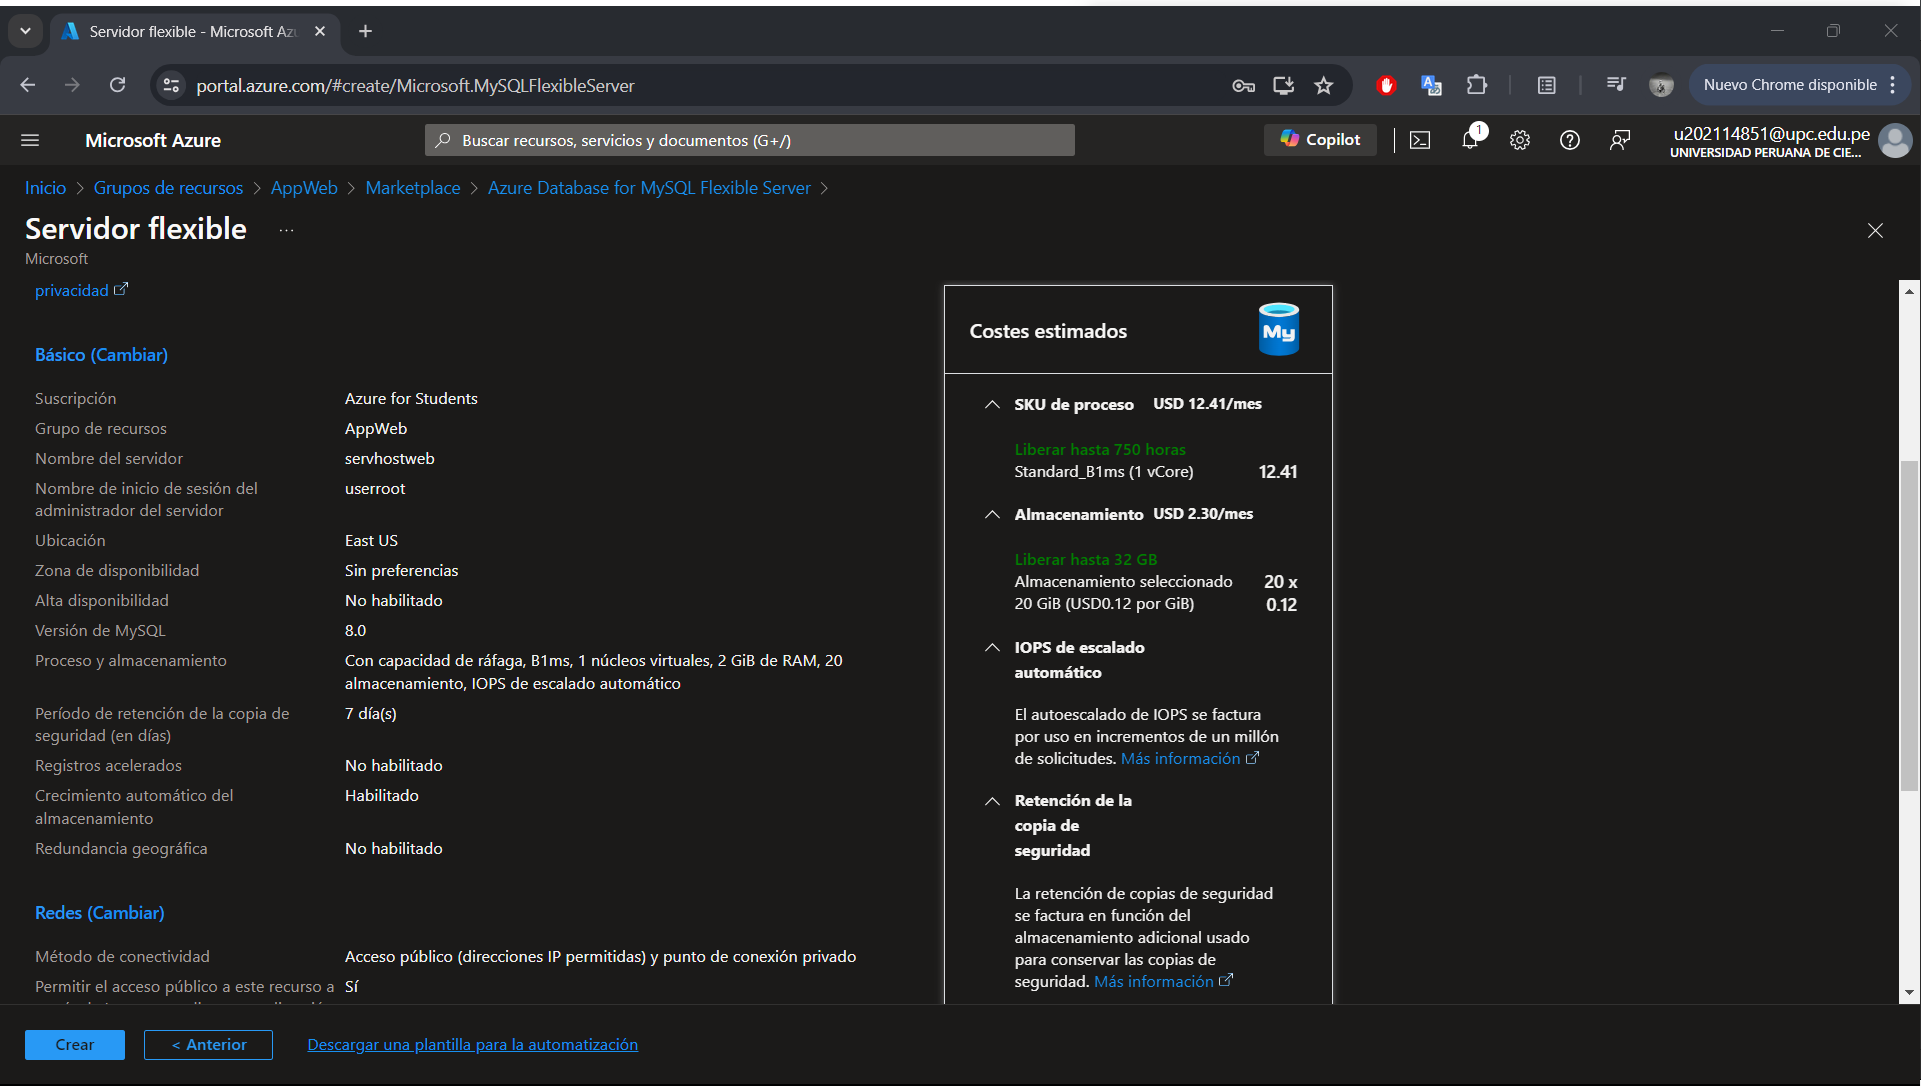 Servidor flexible - Microsoft Az
portal.azure.com/#create/Microsoft.MySQLFlexibleServer
Nuevo Chrome disponible
Microsoft Azure
Buscar recursos, servicios y documentos (G+/)
Copilot
1
u202114851@upc.edu.pe
UNIVERSIDAD PERUANA DE CIE...
Inicio > Grupos de recursos > AppWeb > Marketplace > Azure Database for MySQL Flexible Server >
Servidor flexible ...
Microsoft
privacidad
Básico (Cambiar)
Suscripción Azure for Students
Grupo de recursos AppWeb
Nombre del servidor servhostweb
Nombre de inicio de sesión del userroot
administrador del servidor
Ubicación East US
Zona de disponibilidad Sin preferencias
Alta disponibilidad No habilitado
Versión de MySQL 8.0
Proceso y almacenamiento Con capacidad de ráfaga, B1ms, 1 núcleos virtuales, 2 GiB de RAM, 20
almacenamiento, IOPS de escalado automático
Período de retención de la copia de 7 día(s)
seguridad (en días)
Registros acelerados No habilitado
Crecimiento automático del Habilitado
almacenamiento
Redundancia geográfica No habilitado
Redes (Cambiar)
Método de conectividad Acceso público (direcciones IP permitidas) y punto de conexión privado
Permitir el acceso público a este recurso a Sí
Costes estimados
My
SKU de proceso USD 12.41/mes
Liberar hasta 750 horas
Standard_B1ms (1 vCore) 12.41
Almacenamiento USD 2.30/mes
Liberar hasta 32 GB
Almacenamiento seleccionado 20 x
20 GiB (USD0.12 por GiB) 0.12
IOPS de escalado
automático
El autoescalado de IOPS se factura
por uso en incrementos de un millón
de solicitudes. Más información
Retención de la
copia de
seguridad
La retención de copias de seguridad
se factura en función del
almacenamiento adicional usado
para conservar las copias de
seguridad. Más información
Crear
< Anterior
Descargar una plantilla para la automatización